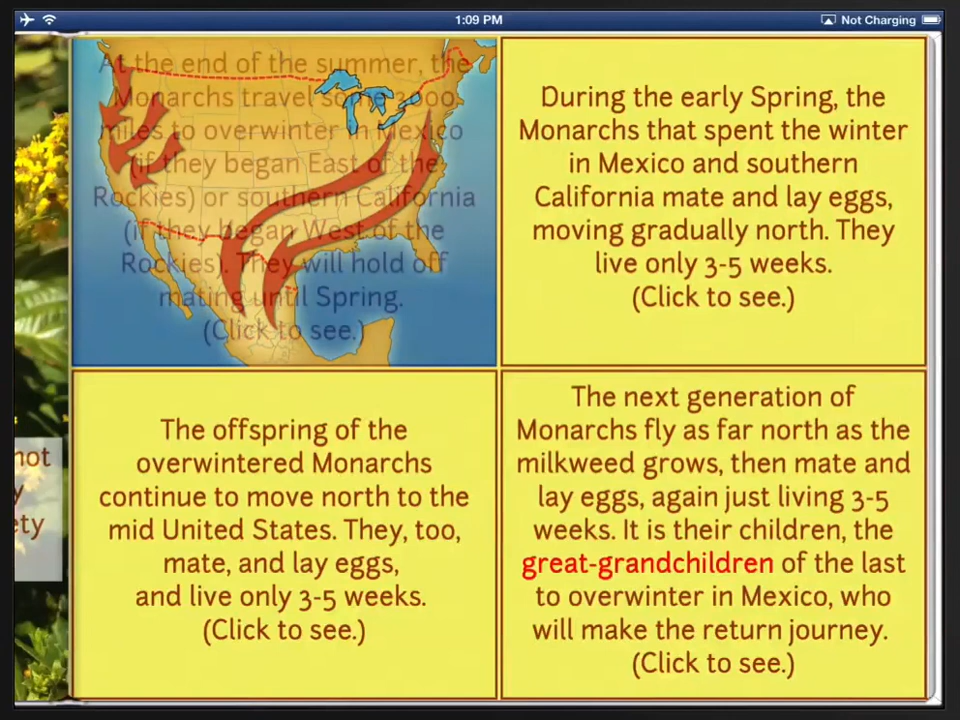 1:09 PM
Not Charging
At the end of the summer, the
Monarchs travel some 2000
miles to overwinter in Mexico
(if they began East of the
Rockies) or southern California
(if they began West of the
Rockies). They will hold off
mating until Spring.
(Click to see.)
During the early Spring, the
Monarchs that spent the winter
in Mexico and southern
California mate and lay eggs,
moving gradually north. They
live only 3-5 weeks.
(Click to see.)
not
y
ety
The offspring of the
overwintered Monarchs
continue to move north to the
mid United States. They, too,
mate, and lay eggs,
and live only 3-5 weeks.
(Click to see.)
The next generation of
Monarchs fly as far north as the
milkweed grows, then mate and
lay eggs, again just living 3-5
weeks. It is their children, the
great-grandchildren of the last
to overwinter in Mexico, who
will make the return journey.
(Click to see.)